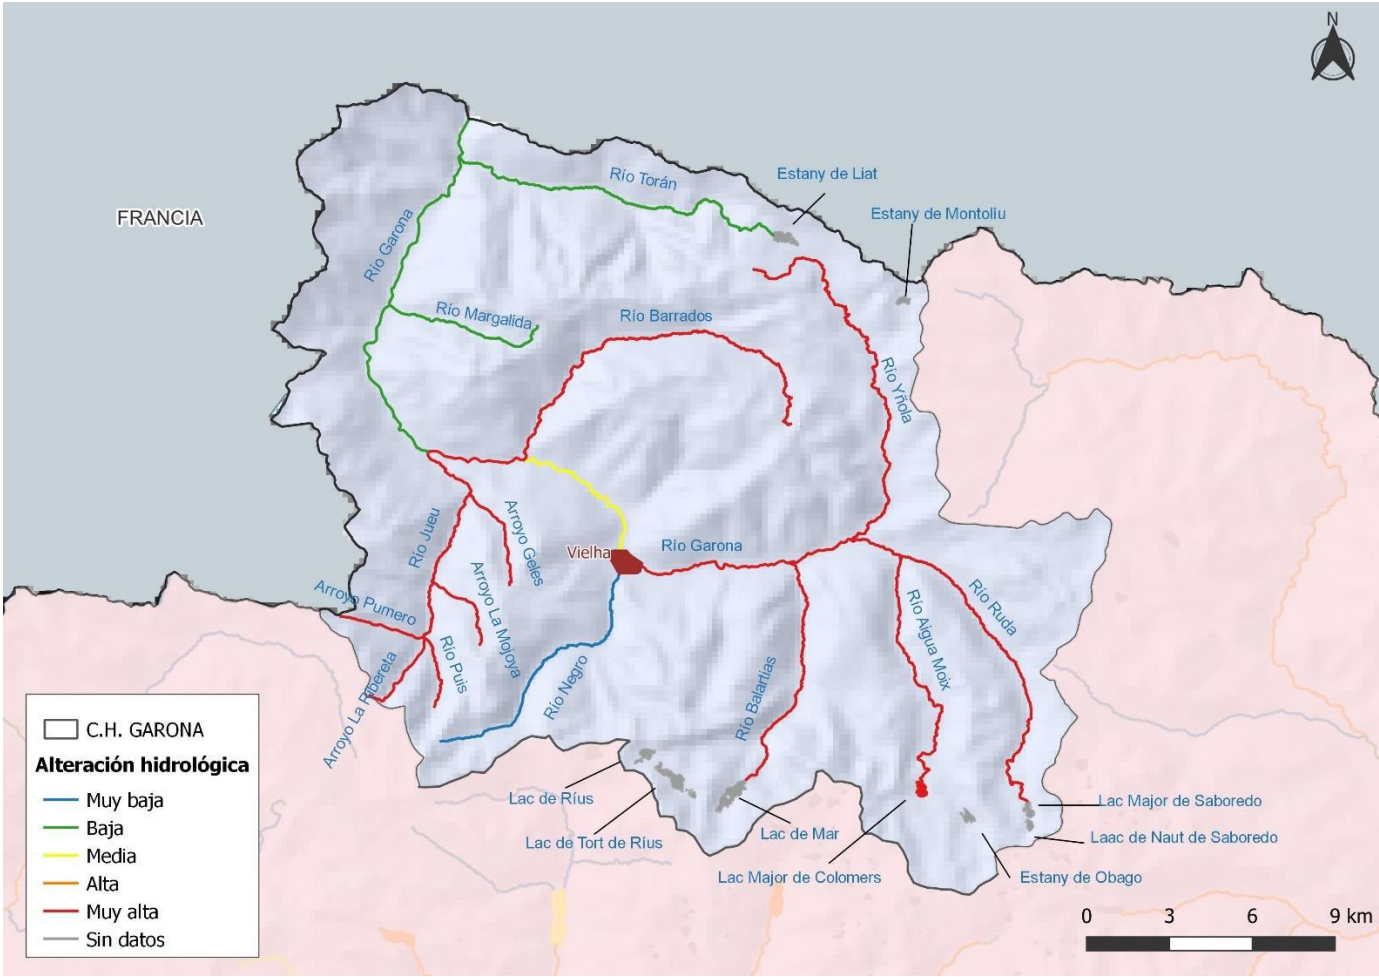 N
Estany de Liat
Río Torán
Estany de Montoliu
FRANCIA
Río Garona
Río Margalida
Río Barrados
Río Yñola
Arroyo Geles
Río Jueu
Vielha
Río Garona
Arroyo Pumero
Arroyo La Mojoya
Río Aigua Moix
Río Ruda
Río Puis
Río Negro
Río Balartias
Arroyo La Ribereta
Lac de Ríus
Lac de Tort de Ríus
Lac de Mar
Lac Major de Colomers
Lac Major de Saboredo
Laac de Naut de Saboredo
Estany de Obago
C.H. GARONA
Alteración hidrológica
Muy baja
Baja
Media
Alta
Muy alta
Sin datos
0 3 6 9 km